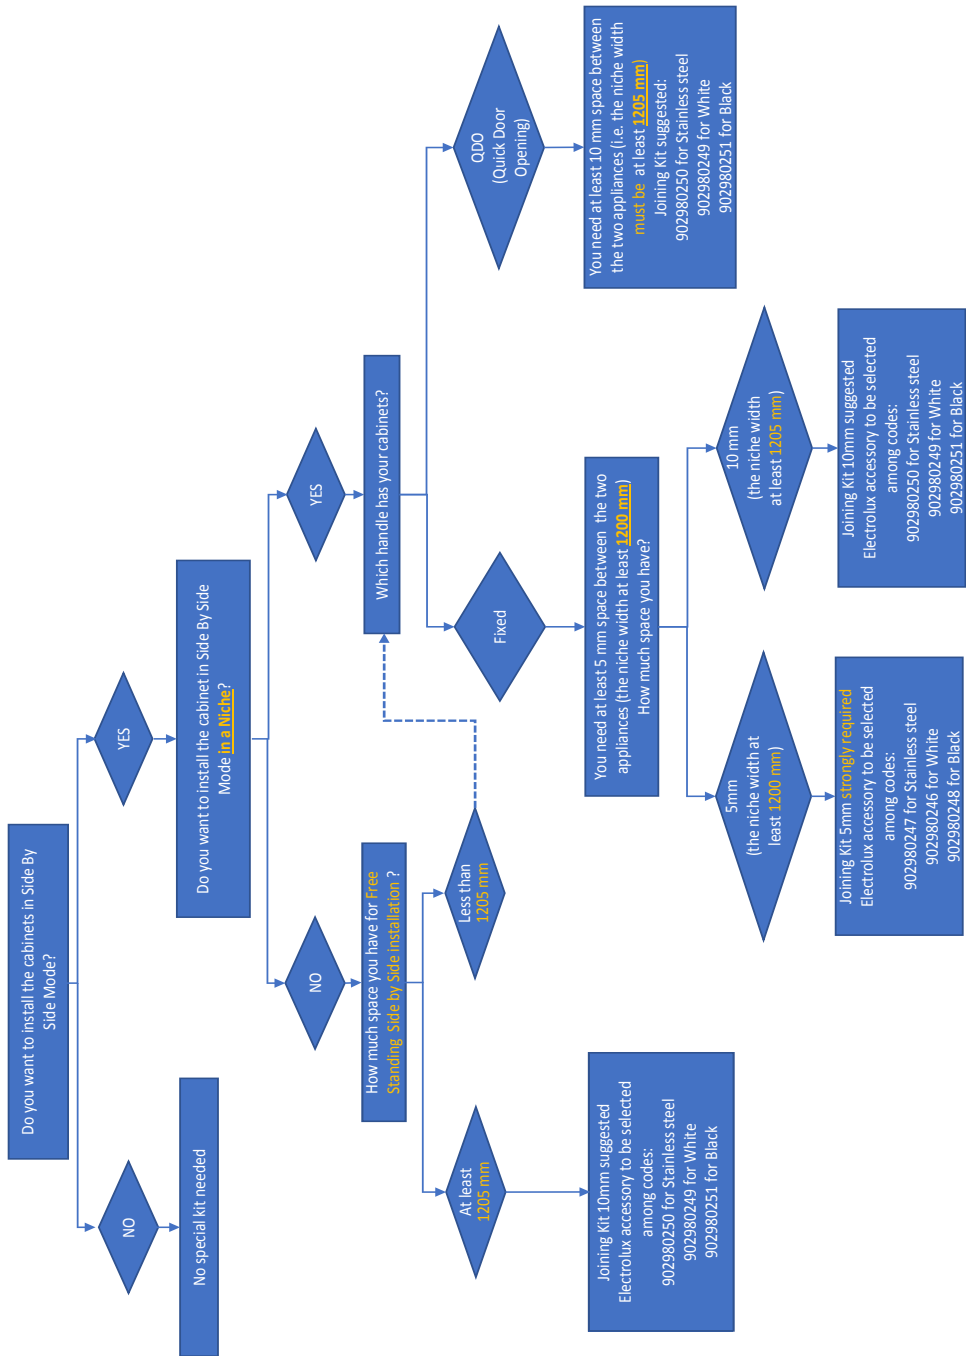 Do you want to install the cabinets in Side By
Side Mode?
NO
YES
No special kit needed
Do you want to install the cabinet in Side By Side
Mode in a Niche?
NO
YES
How much space you have for Free
Standing Side by Side installation ?
Which handle has your cabinets?
At least
1205 mm
Less than
1205 mm
Fixed
QDO
(Quick Door
Opening)
Joining Kit 10mm suggested
Electrolux accessory to be selected
among codes:
902980250 for Stainless steel
902980249 for White
902980251 for Black
You need at least 5 mm space between the two
appliances (the niche width at least 1200 mm)
How much space you have?
You need at least 10 mm space between
the two appliances (i.e. the niche width
must be at least 1205 mm)
Joining Kit suggested:
902980250 for Stainless steel
902980249 for White
902980251 for Black
5mm
(the niche width at
least 1200 mm)
10 mm
(the niche width
at least 1205 mm)
Joining Kit 5mm strongly required
Electrolux accessory to be selected
among codes:
902980247 for Stainless steel
902980246 for White
902980248 for Black
Joining Kit 10mm suggested
Electrolux accessory to be selected
among codes:
902980250 for Stainless steel
902980249 for White
902980251 for Black